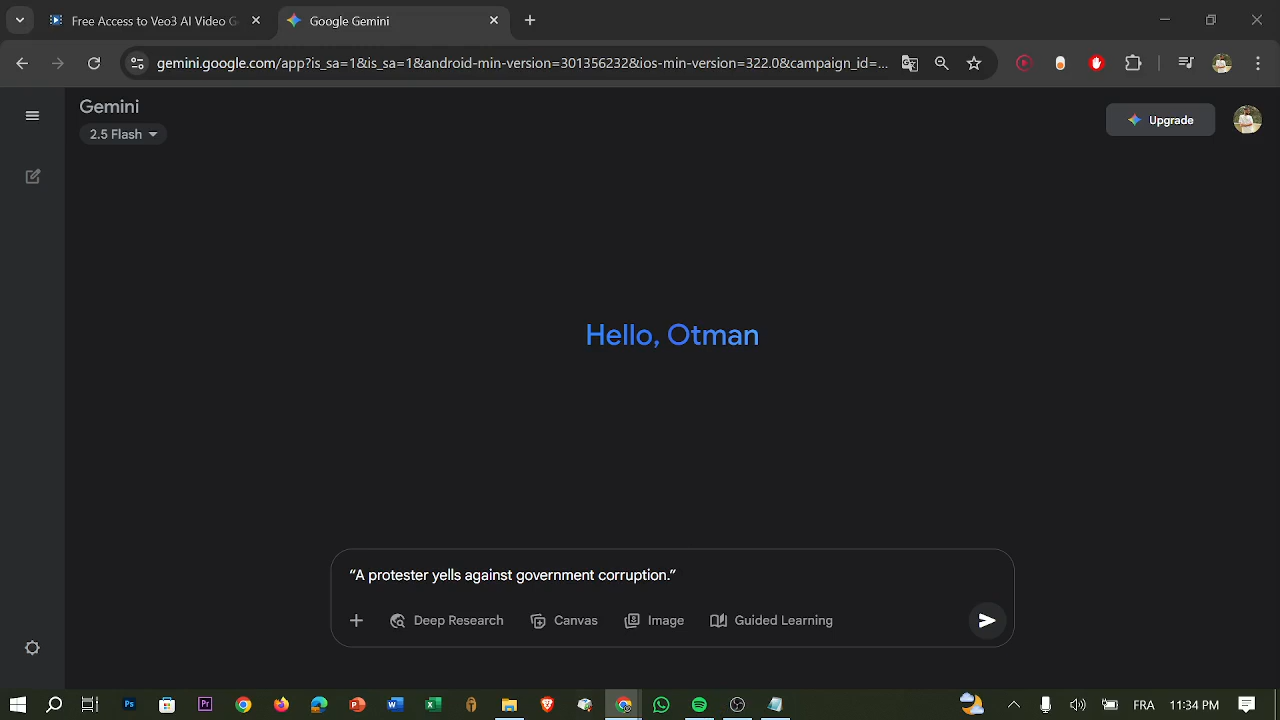 Free Access to Veo3 AI Video G
Google Gemini
gemini.google.com/app?is_sa=1&is_sa=1&android-min-version=301356232&ios-min-version=322.0&campaign_id=...
Gemini
2.5 Flash
Upgrade
Hello, Otman
“A protester yells against government corruption.”
Deep Research
Canvas
Image
Guided Learning
Ps
Pr
P
W
X
FRA
11:34 PM